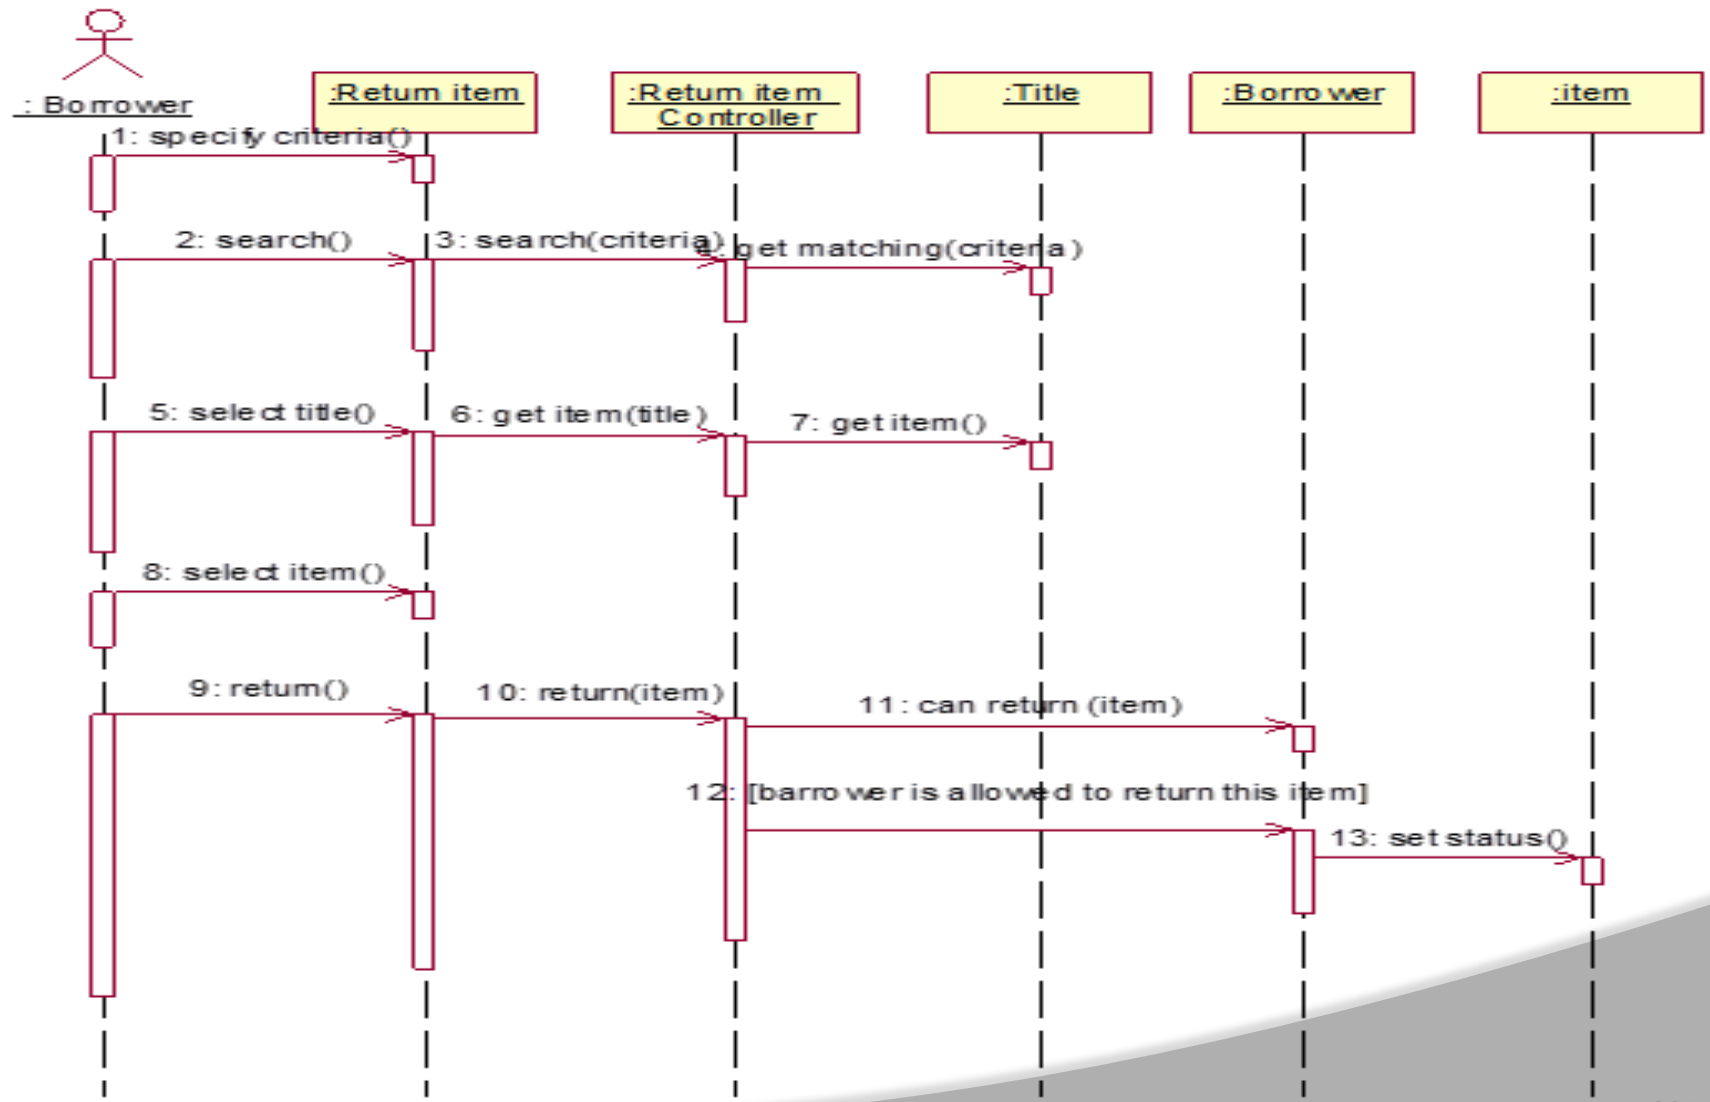 : Borrower
:Return item
:Return item
Controller
:Title
:Borrower
:item
1: specify criteria()
2: search()
3: search(criteria)
4: get matching(criteria)
5: select title()
6: get item(title)
7: get item()
8: select item()
9: return()
10: return(item)
11: can return (item)
12: [barrower is allowed to return this item]
13: set status()